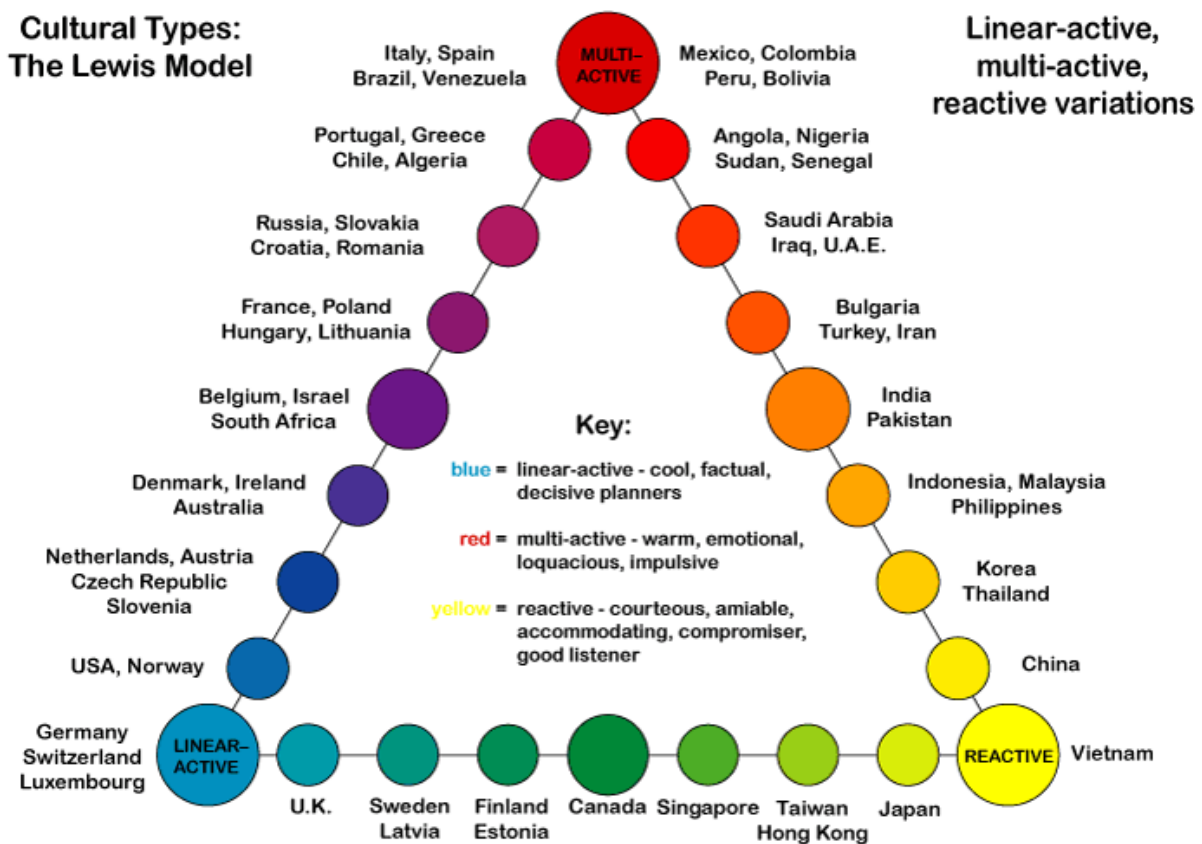 Cultural Types:
The Lewis Model
Linear-active,
multi-active,
reactive variations
MULTI-
ACTIVE
Italy, Spain
Brazil, Venezuela
Mexico, Colombia
Peru, Bolivia
Portugal, Greece
Chile, Algeria
Angola, Nigeria
Sudan, Senegal
Russia, Slovakia
Croatia, Romania
Saudi Arabia
Iraq, U.A.E.
France, Poland
Hungary, Lithuania
Bulgaria
Turkey, Iran
Belgium, Israel
South Africa
India
Pakistan
Key:
blue = linear-active - cool, factual,
decisive planners
red = multi-active - warm, emotional,
loquacious, impulsive
yellow = reactive - courteous, amiable,
accommodating, compromiser,
good listener
Denmark, Ireland
Australia
Indonesia, Malaysia
Philippines
Netherlands, Austria
Czech Republic
Slovenia
Korea
Thailand
USA, Norway
China
Germany
Switzerland
Luxembourg
LINEAR-
ACTIVE
REACTIVE
Vietnam
U.K.
Sweden
Latvia
Finland
Estonia
Canada
Singapore
Taiwan
Hong Kong
Japan